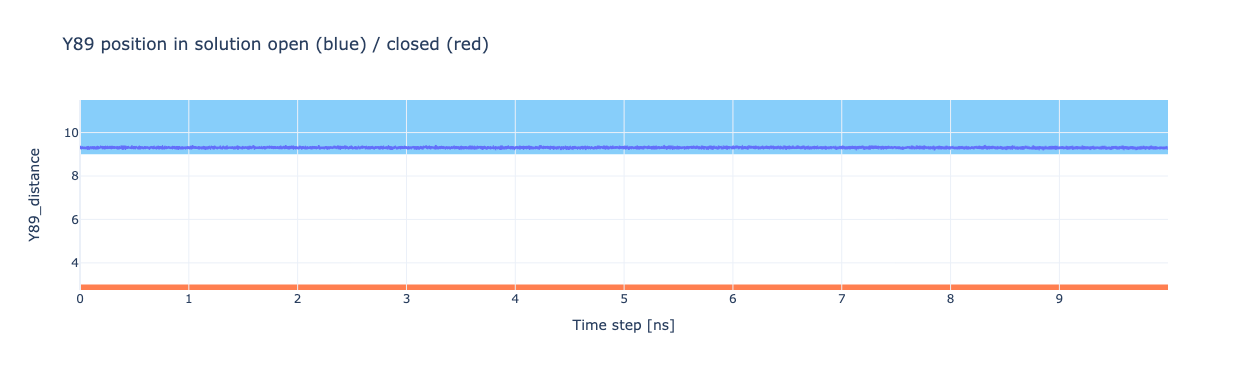 Y89 position in solution open (blue) / closed (red)
10
8
6
4
Y89_distance
0 1 2 3 4 5 6 7 8 9
Time step [ns]